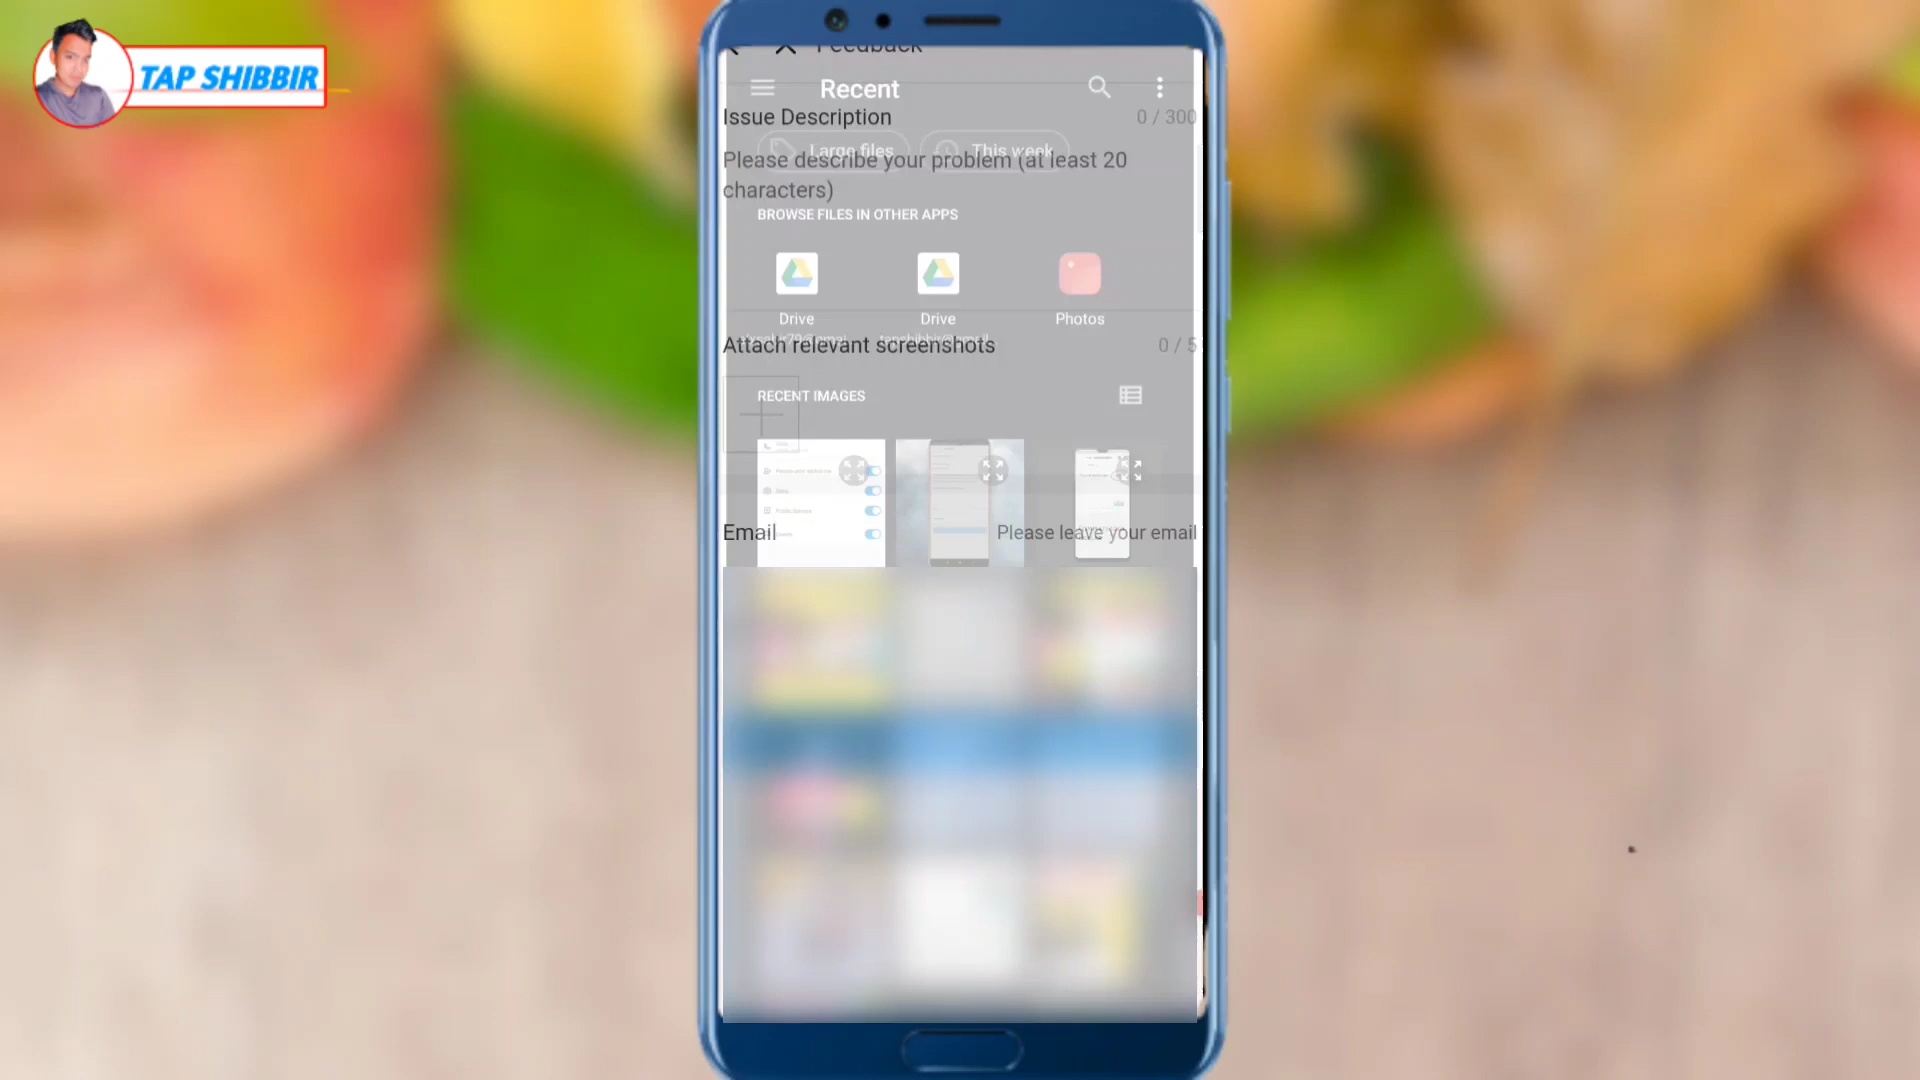 TAP SHIBBIR
Feedback
Recent
Issue Description
0 / 300
Large files
This week
Please describe your problem (at least 20
characters)
BROWSE FILES IN OTHER APPS
Drive
Drive
Photos
Attach relevant screenshots
0 / 5
RECENT IMAGES
Email
Please leave your email